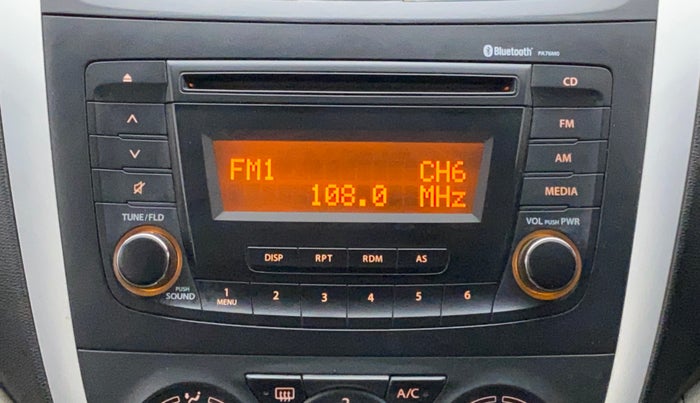 Bluetooth
CD
FM
AM
MEDIA
FM1 CH6
108.0 MHz
TUNE/FLD
VOL PUSH PWR
DISP RPT RDM AS
PUSH
SOUND
1 2 3 4 5 6
MENU
A/C